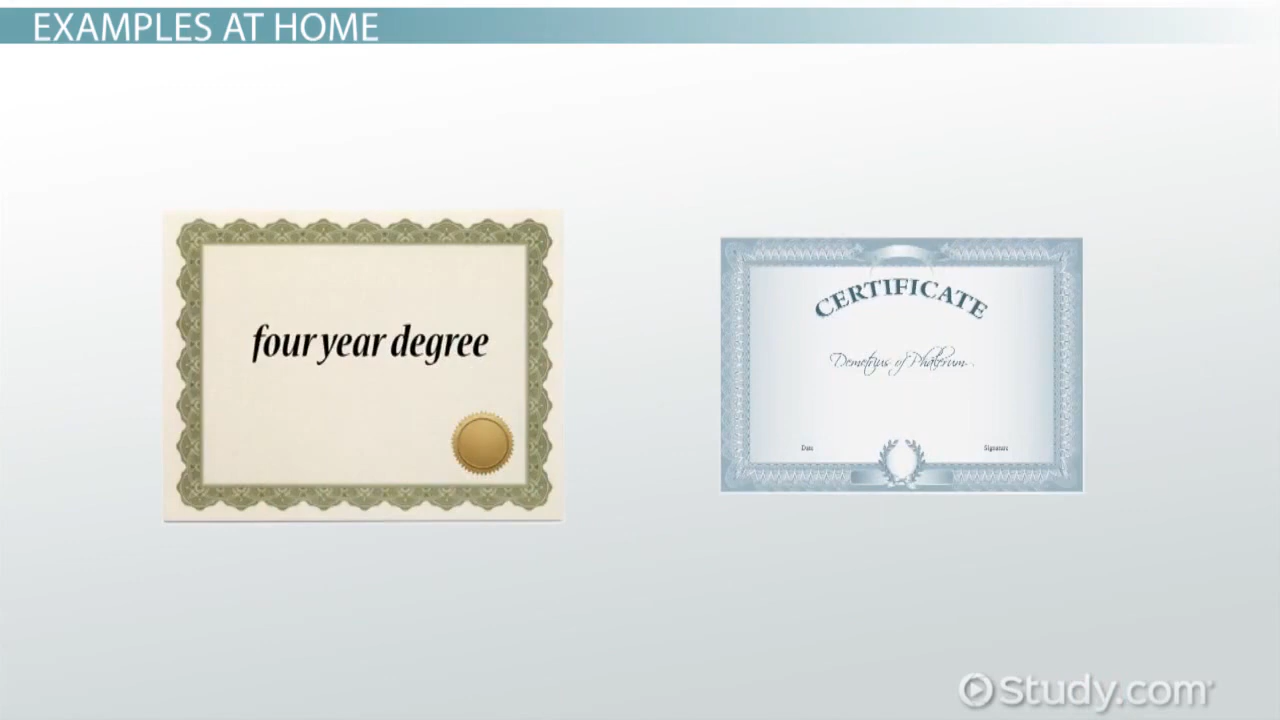 EXAMPLES AT HOME
four year degree
CERTIFICATE
Demetrius of Phalerum
Date
Signature
Study.com